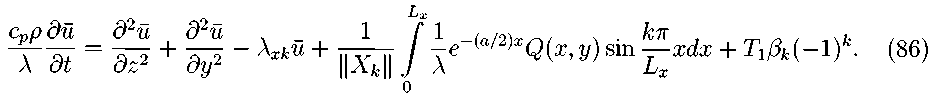 \frac{c_p \rho}{\lambda} \frac{\partial \bar{u}}{\partial t} = \frac{\partial^2 \bar{u}}{\partial z^2} + \frac{\partial^2 \bar{u}}{\partial y^2} - \lambda_{xk} \bar{u} + \frac{1}{\|X_k\|} \int\limits_0^{L_x} \frac{1}{\lambda} e^{-(a/2)x} Q(x, y) \sin \frac{k\pi}{L_x} x dx + T_1 \beta_k (-1)^k. (86)